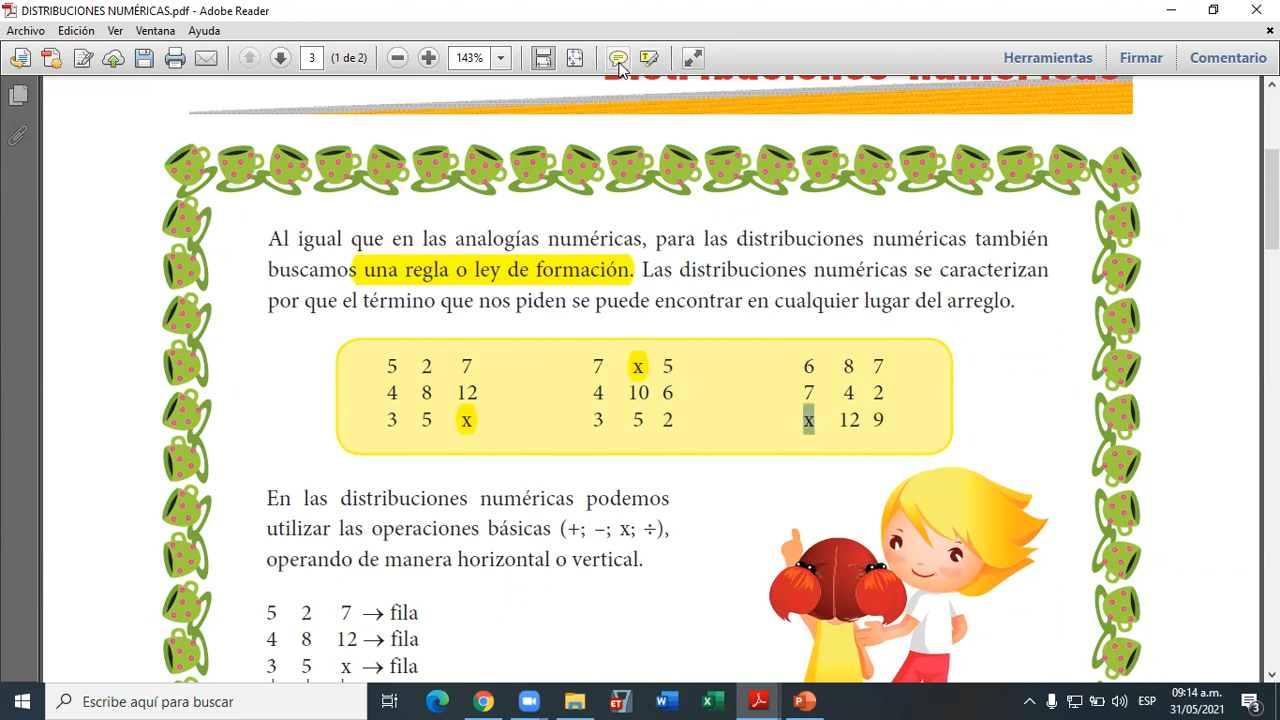 DISTRIBUCIONES NUMÉRICAS.pdf - Adobe Reader
Archivo Edición Ver Ventana Ayuda
3 (1 de 2) 143% Herramientas Firmar Comentario
Distribuciones numéricas
Al igual que en las analogías numéricas, para las distribuciones numéricas también
buscamos una regla o ley de formación. Las distribuciones numéricas se caracterizan
por que el término que nos piden se puede encontrar en cualquier lugar del arreglo.
5 2 7 7 x 5 6 8 7
4 8 12 4 10 6 7 4 2
3 5 x 3 5 2 x 12 9
En las distribuciones numéricas podemos
utilizar las operaciones básicas (+; –; x; ÷),
operando de manera horizontal o vertical.
5 2 7 → fila
4 8 12 → fila
3 5 x → fila
Escribe aquí para buscar
ESP 09:14 a.m.
31/05/2021 3